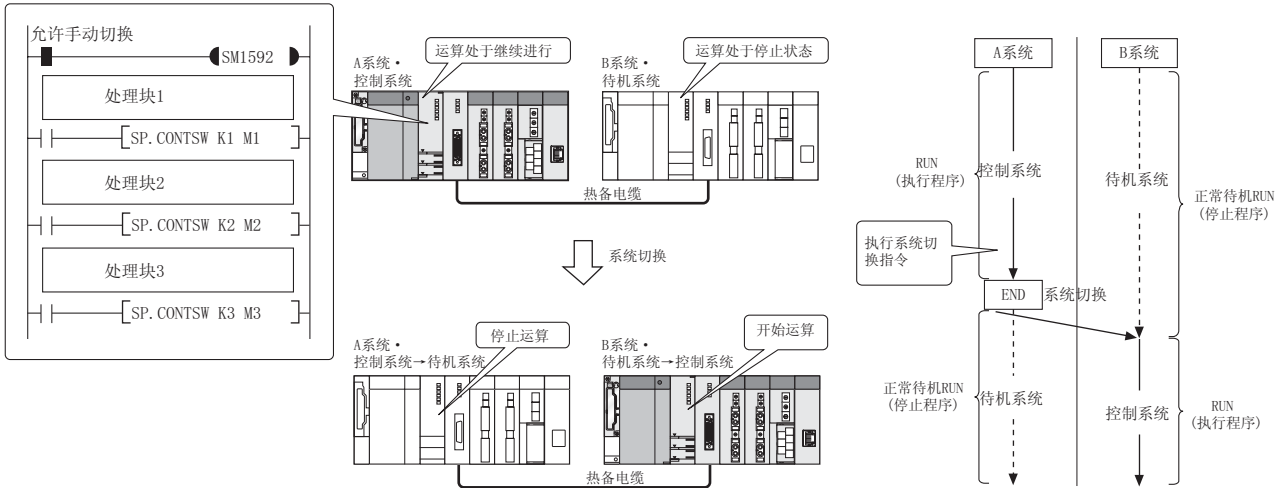 允许手动切换
SM1592
处理块1
SP.CONTSW K1 M1
处理块2
SP.CONTSW K2 M2
处理块3
SP.CONTSW K3 M3
运算处于继续进行
A系统·
控制系统
运算处于停止状态
B系统·
待机系统
热备电缆
系统切换
停止运算
A系统·
控制系统→待机系统
开始运算
B系统·
待机系统→控制系统
热备电缆
A系统
B系统
RUN
(执行程序)
控制系统
待机系统
正常待机RUN
(停止程序)
执行系统切
换指令
END
系统切换
正常待机RUN
(停止程序)
待机系统
控制系统
RUN
(执行程序)